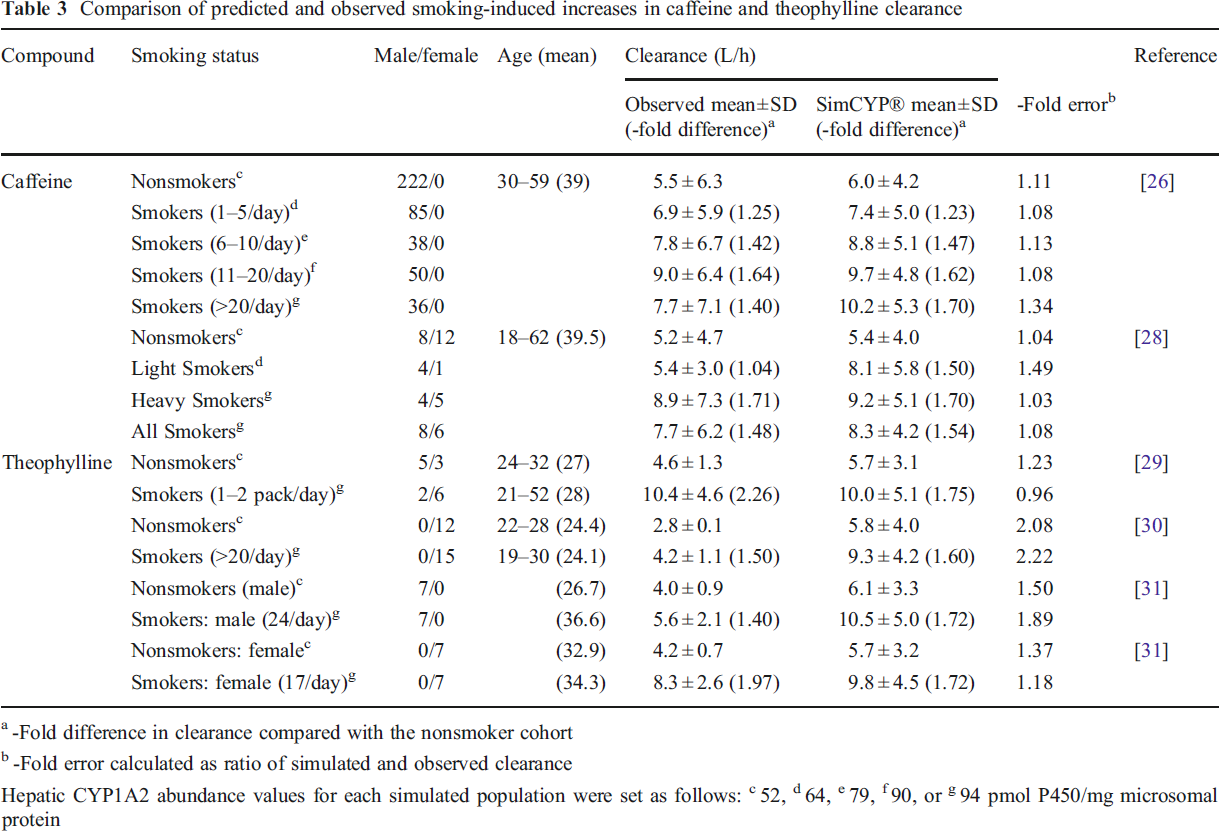 Table 3 Comparison of predicted and observed smoking-induced increases in caffeine and theophylline clearance
Compound Smoking status Male/female Age (mean) Clearance (L/h) Reference
Observed mean±SD SimCYP® mean±SD -Fold errorb
(-fold difference)a (-fold difference)a
Caffeine Nonsmokersc 222/0 30–59 (39) 5.5±6.3 6.0±4.2 1.11 [26]
Smokers (1–5/day)d 85/0 6.9±5.9 (1.25) 7.4±5.0 (1.23) 1.08
Smokers (6–10/day)e 38/0 7.8±6.7 (1.42) 8.8±5.1 (1.47) 1.13
Smokers (11–20/day)f 50/0 9.0±6.4 (1.64) 9.7±4.8 (1.62) 1.08
Smokers (>20/day)g 36/0 7.7±7.1 (1.40) 10.2±5.3 (1.70) 1.34
Nonsmokersc 8/12 18–62 (39.5) 5.2±4.7 5.4±4.0 1.04 [28]
Light Smokersd 4/1 5.4±3.0 (1.04) 8.1±5.8 (1.50) 1.49
Heavy Smokersg 4/5 8.9±7.3 (1.71) 9.2±5.1 (1.70) 1.03
All Smokersg 8/6 7.7±6.2 (1.48) 8.3±4.2 (1.54) 1.08
Theophylline Nonsmokersc 5/3 24–32 (27) 4.6±1.3 5.7±3.1 1.23 [29]
Smokers (1–2 pack/day)g 2/6 21–52 (28) 10.4±4.6 (2.26) 10.0±5.1 (1.75) 0.96
Nonsmokersc 0/12 22–28 (24.4) 2.8±0.1 5.8±4.0 2.08 [30]
Smokers (>20/day)g 0/15 19–30 (24.1) 4.2±1.1 (1.50) 9.3±4.2 (1.60) 2.22
Nonsmokers (male)c 7/0 (26.7) 4.0±0.9 6.1±3.3 1.50 [31]
Smokers: male (24/day)g 7/0 (36.6) 5.6±2.1 (1.40) 10.5±5.0 (1.72) 1.89
Nonsmokers: femalec 0/7 (32.9) 4.2±0.7 5.7±3.2 1.37 [31]
Smokers: female (17/day)g 0/7 (34.3) 8.3±2.6 (1.97) 9.8±4.5 (1.72) 1.18
a -Fold difference in clearance compared with the nonsmoker cohort
b -Fold error calculated as ratio of simulated and observed clearance
Hepatic CYP1A2 abundance values for each simulated population were set as follows: c 52, d 64, e 79, f 90, or g 94 pmol P450/mg microsomal
protein